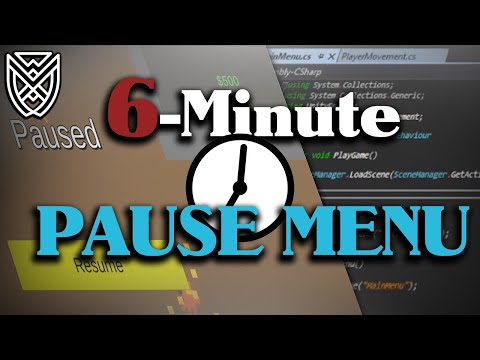 6-Minute
PAUSE MENU
Paused
$500
Resume
inMenu.cs
PlayerMovement.cs
bly-CSharp
using System.Collections;
using System.Collections.Generic;
void PlayGame()
Manager.LoadScene(SceneManager.GetActi
("MainMenu");